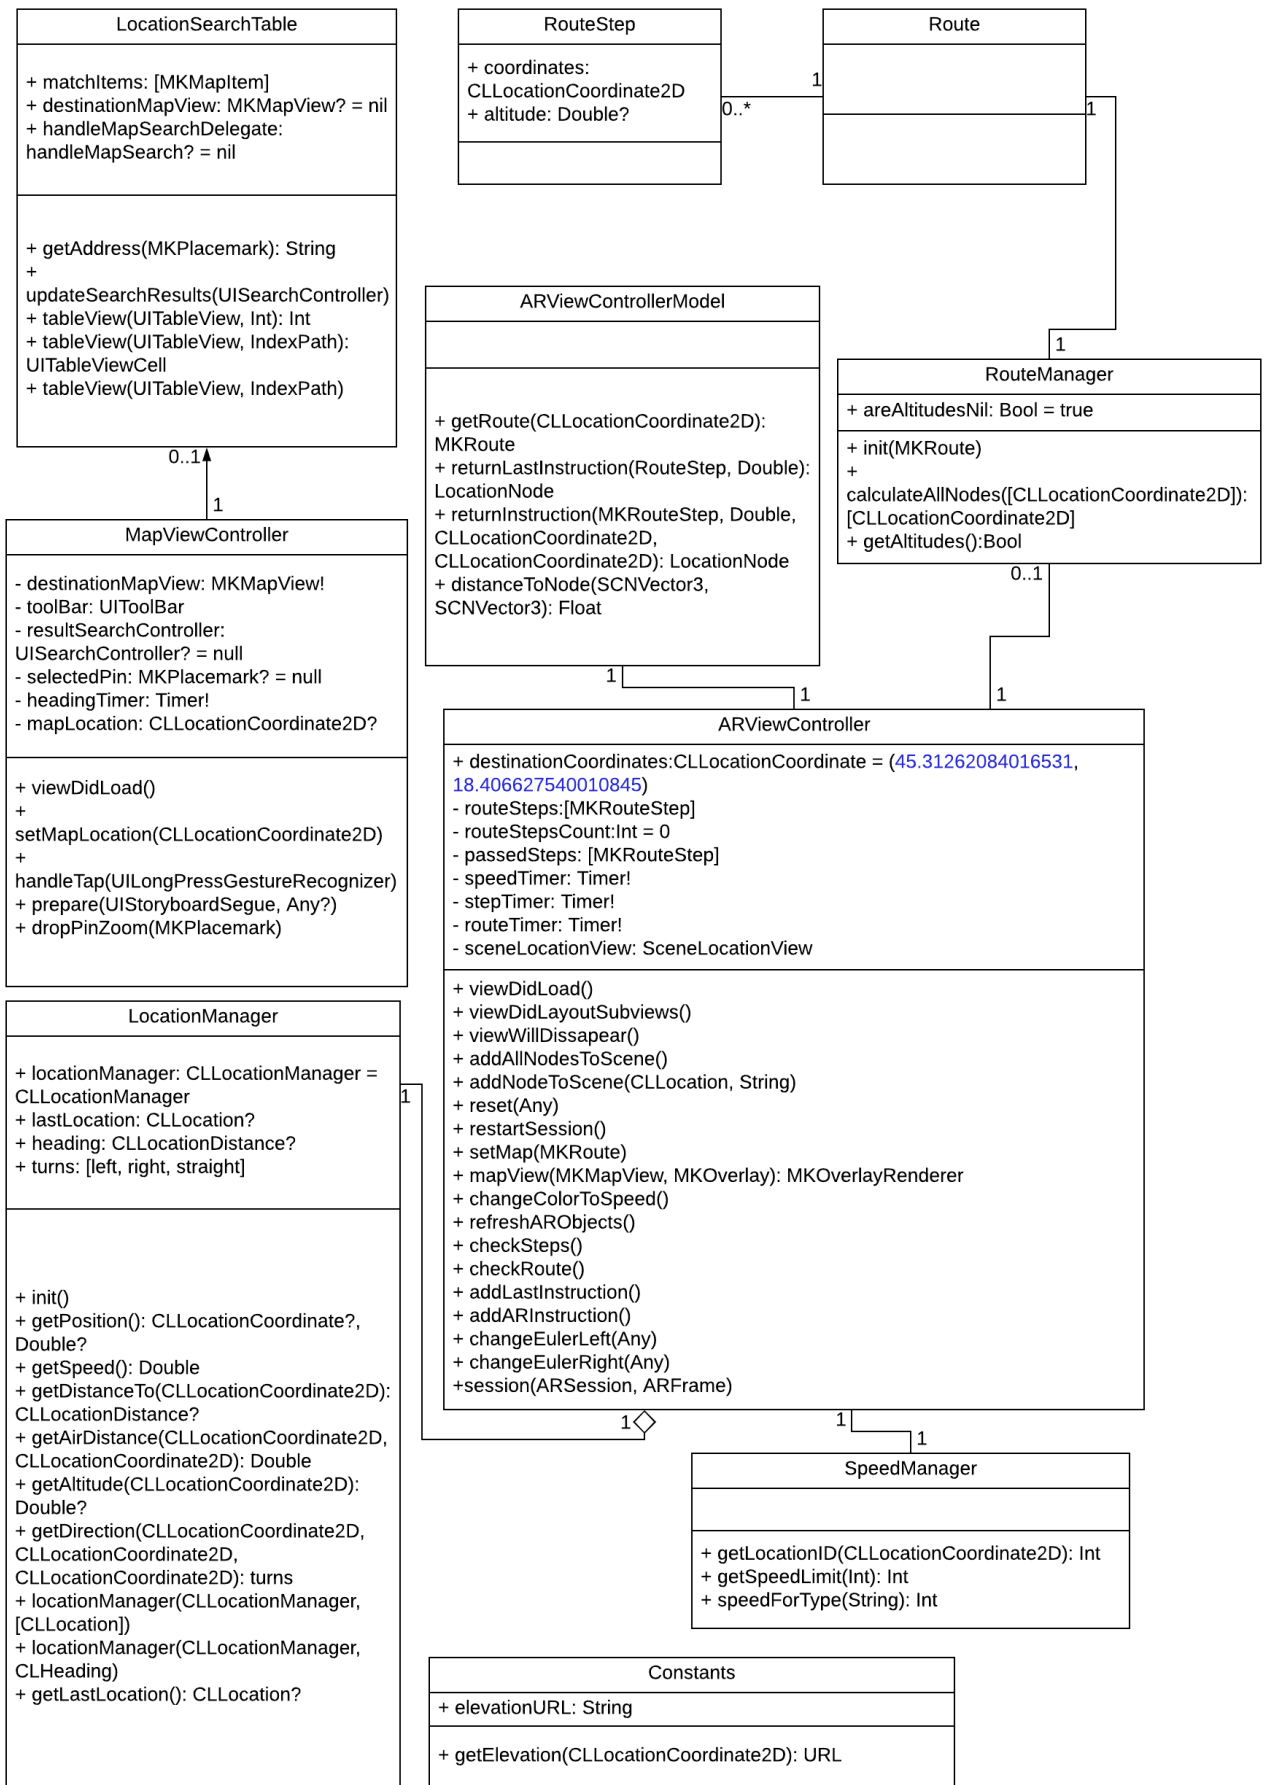 LocationSearchTable
+ matchItems: [MKMapItem]
+ destinationMapView: MKMapView? = nil
+ handleMapSearchDelegate:
handleMapSearch? = nil
+ getAddress(MKPlacemark): String
+
updateSearchResults(UISearchController)
+ tableView(UITableView, Int): Int
+ tableView(UITableView, IndexPath):
UITableViewCell
+ tableView(UITableView, IndexPath)
0..1
1
RouteStep
+ coordinates:
CLLocationCoordinate2D
+ altitude: Double?
0..*
1
Route
1
1
ARViewControllerModel
+ getRoute(CLLocationCoordinate2D):
MKRoute
+ returnLastInstruction(RouteStep, Double):
LocationNode
+ returnInstruction(MKRouteStep, Double,
CLLocationCoordinate2D,
CLLocationCoordinate2D): LocationNode
+ distanceToNode(SCNVector3,
SCNVector3): Float
1
1
RouteManager
+ areAltitudesNil: Bool = true
+ init(MKRoute)
+
calculateAllNodes([CLLocationCoordinate2D]):
[CLLocationCoordinate2D]
+ getAltitudes():Bool
0..1
1
MapViewController
- destinationMapView: MKMapView!
- toolBar: UIToolBar
- resultSearchController:
UISearchController? = null
- selectedPin: MKPlacemark? = null
- headingTimer: Timer!
- mapLocation: CLLocationCoordinate2D?
+ viewDidLoad()
+
setMapLocation(CLLocationCoordinate2D)
+
handleTap(UILongPressGestureRecognizer)
+ prepare(UIStoryboardSegue, Any?)
+ dropPinZoom(MKPlacemark)
ARViewController
+ destinationCoordinates:CLLocationCoordinate = (45.31262084016531,
18.406627540010845)
- routeSteps:[MKRouteStep]
- routeStepsCount:Int = 0
- passedSteps: [MKRouteStep]
- speedTimer: Timer!
- stepTimer: Timer!
- routeTimer: Timer!
- sceneLocationView: SceneLocationView
+ viewDidLoad()
+ viewDidLayoutSubviews()
+ viewWillDissapear()
+ addAllNodesToScene()
+ addNodeToScene(CLLocation, String)
+ reset(Any)
+ restartSession()
+ setMap(MKRoute)
+ mapView(MKMapView, MKOverlay): MKOverlayRenderer
+ changeColorToSpeed()
+ refreshARObjects()
+ checkSteps()
+ checkRoute()
+ addLastInstruction()
+ addARInstruction()
+ changeEulerLeft(Any)
+ changeEulerRight(Any)
+session(ARSession, ARFrame)
1
1
1
1
LocationManager
+ locationManager: CLLocationManager =
CLLocationManager
+ lastLocation: CLLocation?
+ heading: CLLocationDistance?
+ turns: [left, right, straight]
+ init()
+ getPosition(): CLLocationCoordinate?,
Double?
+ getSpeed(): Double
+ getDistanceTo(CLLocationCoordinate2D):
CLLocationDistance?
+ getAirDistance(CLLocationCoordinate2D,
CLLocationCoordinate2D): Double
+ getAltitude(CLLocationCoordinate2D):
Double?
+ getDirection(CLLocationCoordinate2D,
CLLocationCoordinate2D,
CLLocationCoordinate2D): turns
+ locationManager(CLLocationManager,
[CLLocation])
+ locationManager(CLLocationManager,
CLHeading)
+ getLastLocation(): CLLocation?
SpeedManager
+ getLocationID(CLLocationCoordinate2D): Int
+ getSpeedLimit(Int): Int
+ speedForType(String): Int
Constants
+ elevationURL: String
+ getElevation(CLLocationCoordinate2D): URL